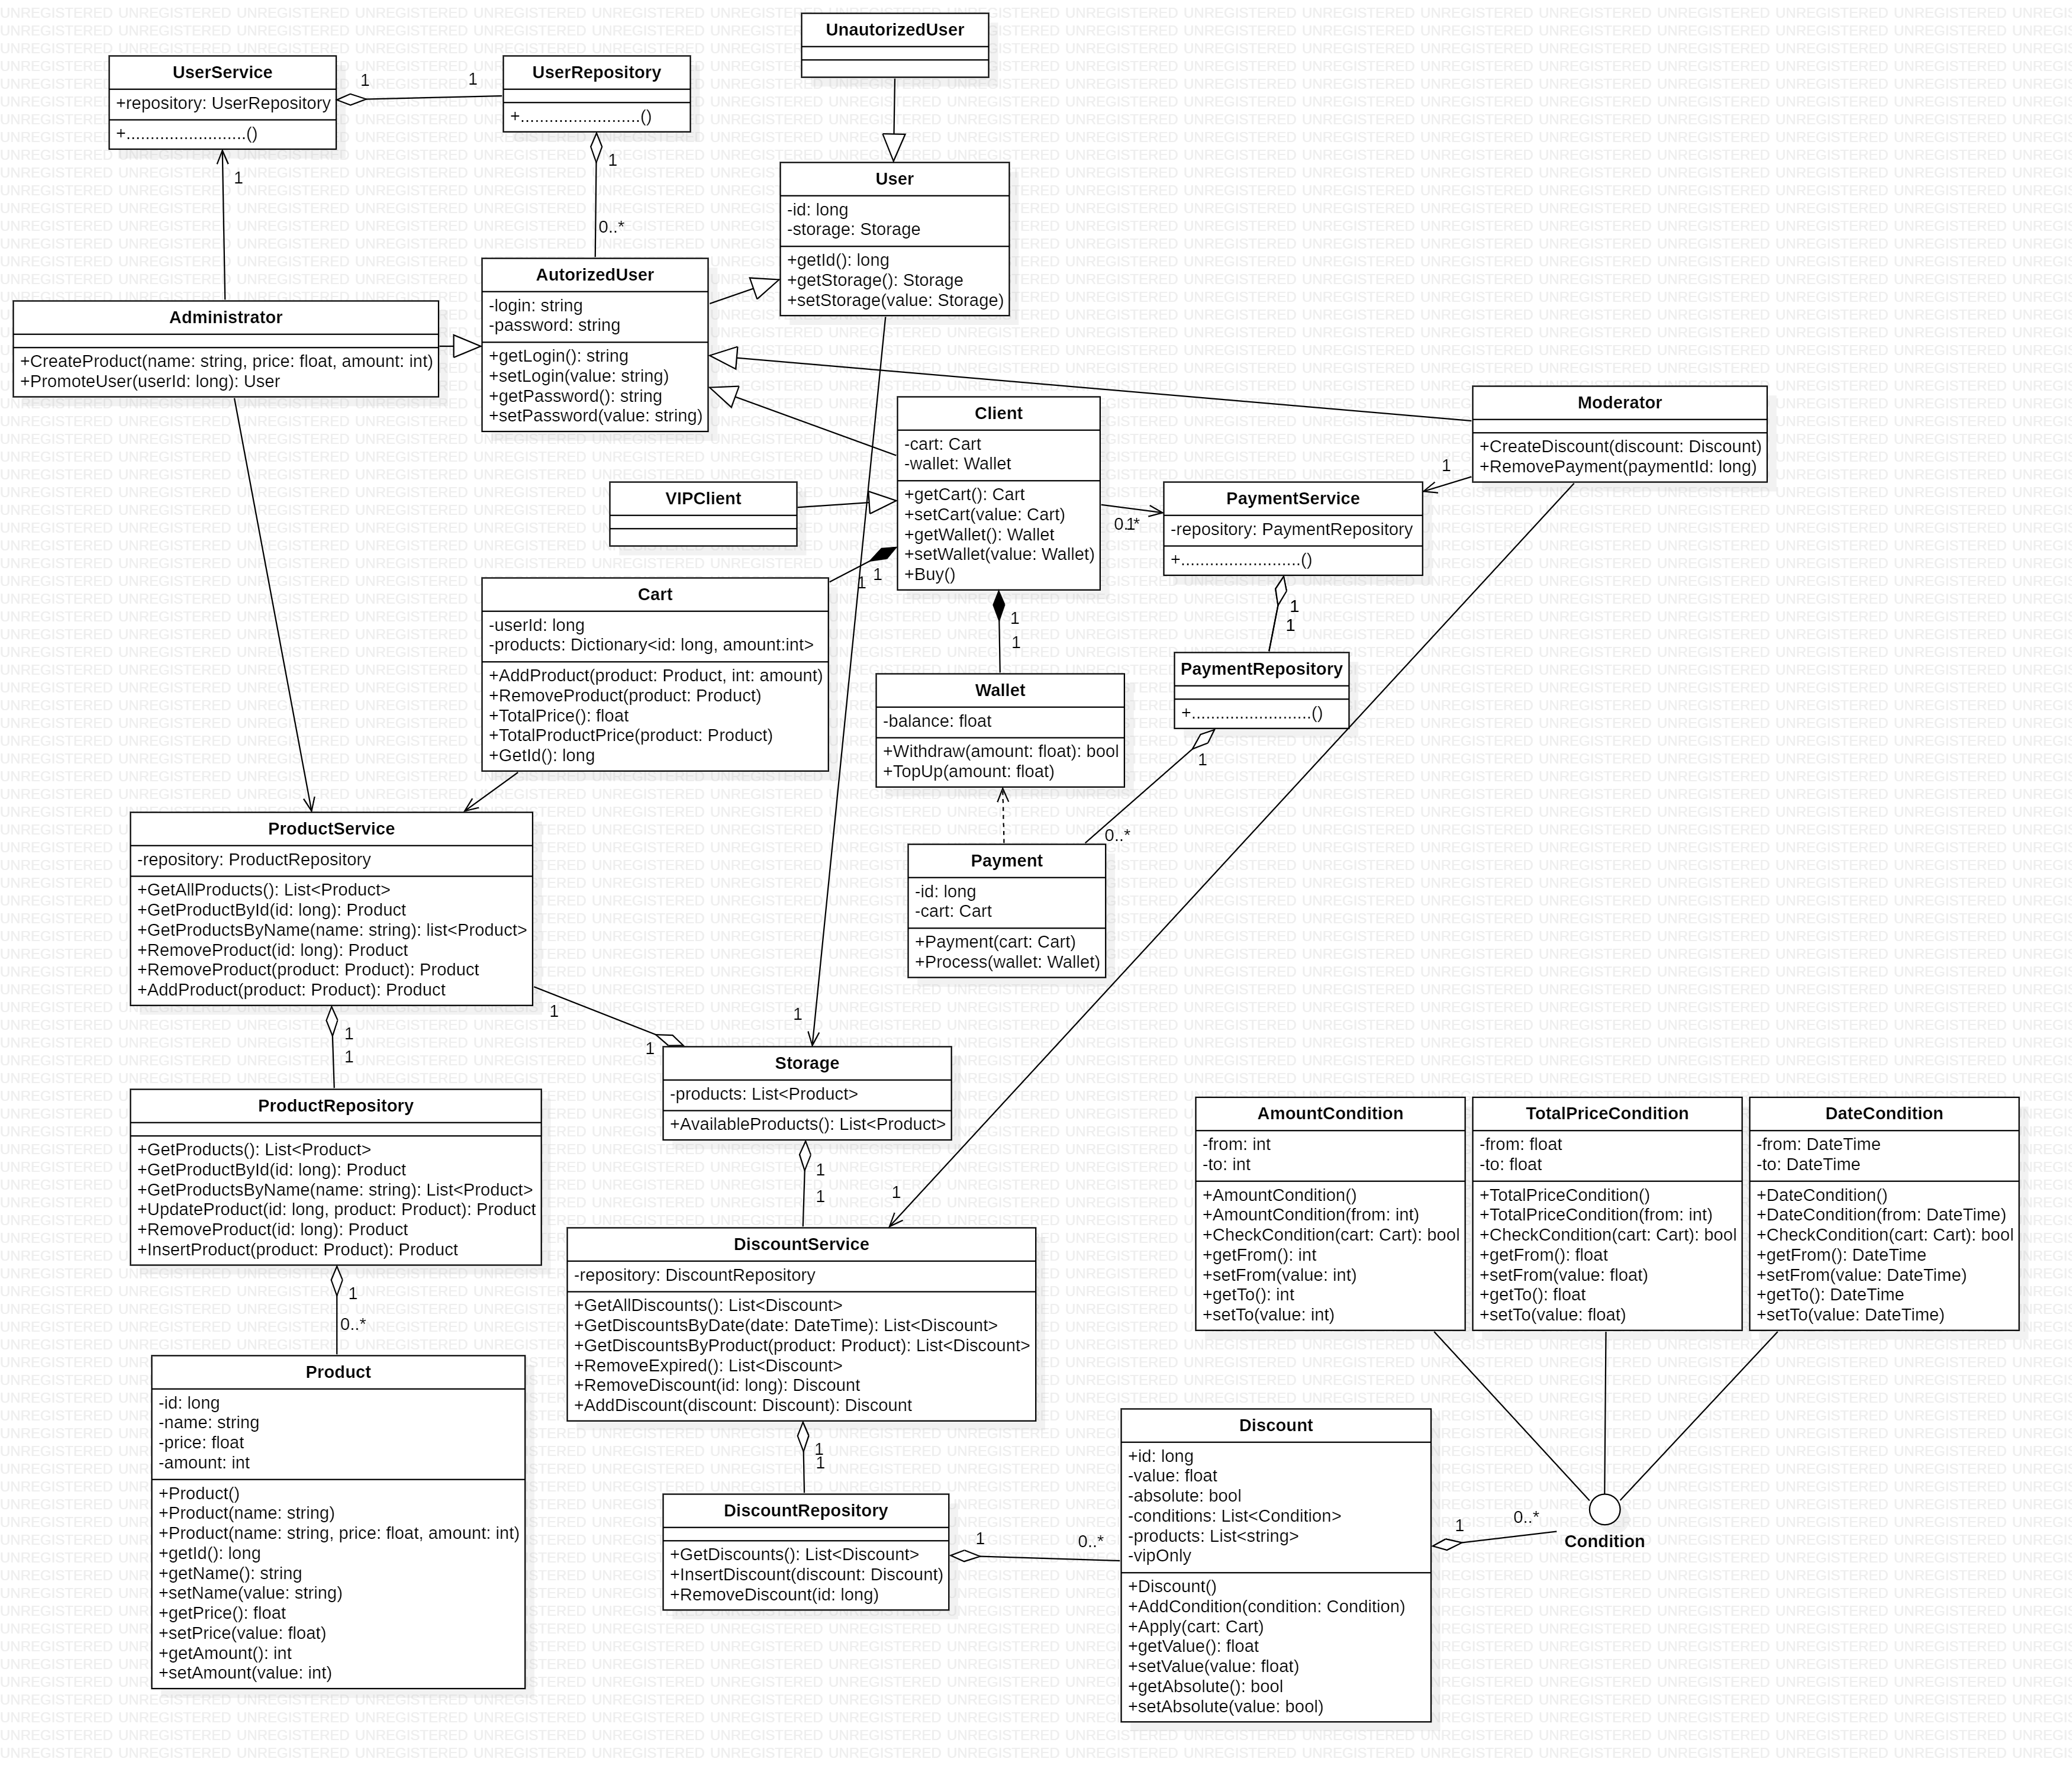 UnautorizedUser
UserService
+repository: UserRepository
+.........................()
1
1
UserRepository
+.........................()
1
0..*
1
User
-id: long
-storage: Storage
+getId(): long
+getStorage(): Storage
+setStorage(value: Storage)
AutorizedUser
-login: string
-password: string
+getLogin(): string
+setLogin(value: string)
+getPassword(): string
+setPassword(value: string)
Administrator
+CreateProduct(name: string, price: float, amount: int)
+PromoteUser(userId: long): User
Moderator
+CreateDiscount(discount: Discount)
+RemovePayment(paymentId: long)
1
Client
-cart: Cart
-wallet: Wallet
+getCart(): Cart
+setCart(value: Cart)
+getWallet(): Wallet
+setWallet(value: Wallet)
+Buy()
VIPClient
PaymentService
-repository: PaymentRepository
+.........................()
1
1
1
1
1
1
Cart
-userId: long
-products: Dictionary<id: long, amount:int>
+AddProduct(product: Product, int: amount)
+RemoveProduct(product: Product)
+TotalPrice(): float
+TotalProductPrice(product: Product)
+GetId(): long
Wallet
-balance: float
+Withdraw(amount: float): bool
+TopUp(amount: float)
PaymentRepository
+.........................()
1
0..*
Payment
-id: long
-cart: Cart
+Payment(cart: Cart)
+Process(wallet: Wallet)
ProductService
-repository: ProductRepository
+GetAllProducts(): List<Product>
+GetProductById(id: long): Product
+GetProductsByName(name: string): list<Product>
+RemoveProduct(id: long): Product
+RemoveProduct(product: Product): Product
+AddProduct(product: Product): Product
1
1
1
1
1
Storage
-products: List<Product>
+AvailableProducts(): List<Product>
1
1
1
ProductRepository
+GetProducts(): List<Product>
+GetProductById(id: long): Product
+GetProductsByName(name: string): List<Product>
+UpdateProduct(id: long, product: Product): Product
+RemoveProduct(id: long): Product
+InsertProduct(product: Product): Product
1
0..*
AmountCondition
-from: int
-to: int
+AmountCondition()
+AmountCondition(from: int)
+CheckCondition(cart: Cart): bool
+getFrom(): int
+setFrom(value: int)
+getTo(): int
+setTo(value: int)
TotalPriceCondition
-from: float
-to: float
+TotalPriceCondition()
+TotalPriceCondition(from: int)
+CheckCondition(cart: Cart): bool
+getFrom(): float
+setFrom(value: float)
+getTo(): float
+setTo(value: float)
DateCondition
-from: DateTime
-to: DateTime
+DateCondition()
+DateCondition(from: DateTime)
+CheckCondition(cart: Cart): bool
+getFrom(): DateTime
+setFrom(value: DateTime)
+getTo(): DateTime
+setTo(value: DateTime)
DiscountService
-repository: DiscountRepository
+GetAllDiscounts(): List<Discount>
+GetDiscountsByDate(date: DateTime): List<Discount>
+GetDiscountsByProduct(product: Product): List<Discount>
+RemoveExpired(): List<Discount>
+RemoveDiscount(id: long): Discount
+AddDiscount(discount: Discount): Discount
1
1
Product
-id: long
-name: string
-price: float
-amount: int
+Product()
+Product(name: string)
+Product(name: string, price: float, amount: int)
+getId(): long
+getName(): string
+setName(value: string)
+getPrice(): float
+setPrice(value: float)
+getAmount(): int
+setAmount(value: int)
DiscountRepository
+GetDiscounts(): List<Discount>
+InsertDiscount(discount: Discount)
+RemoveDiscount(id: long)
1
0..*
Discount
+id: long
-value: float
-absolute: bool
-conditions: List<Condition>
-products: List<string>
-vipOnly
+Discount()
+AddCondition(condition: Condition)
+Apply(cart: Cart)
+getValue(): float
+setValue(value: float)
+getAbsolute(): bool
+setAbsolute(value: bool)
1
0..*
Condition